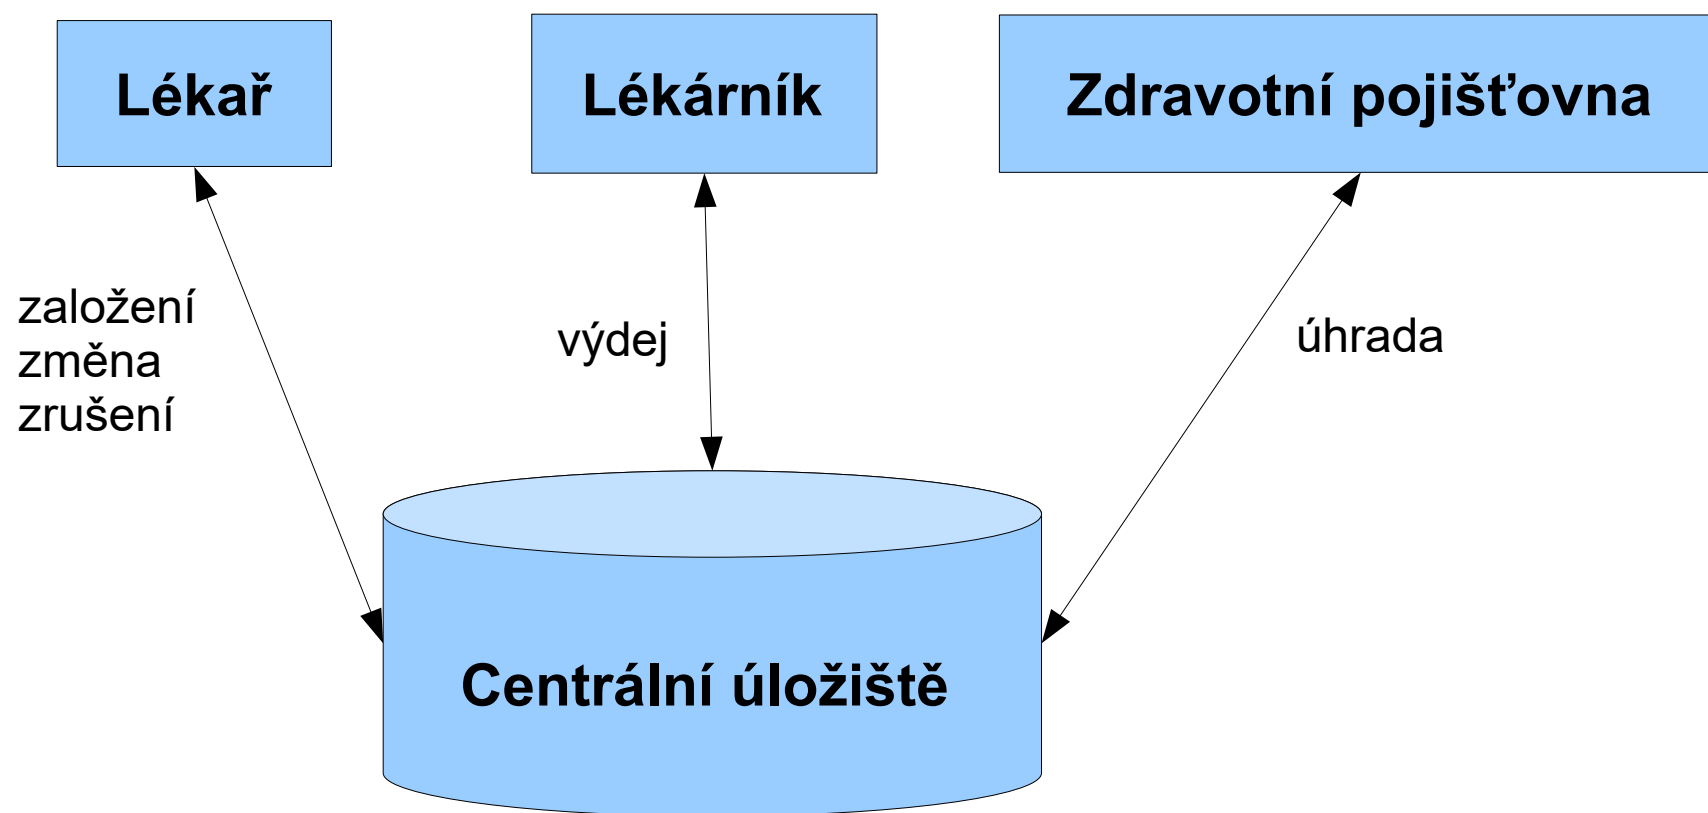 Lékař
Lékárník
Zdravotní pojišťovna
založení
změna
zrušení
výdej
úhrada
Centrální úložiště